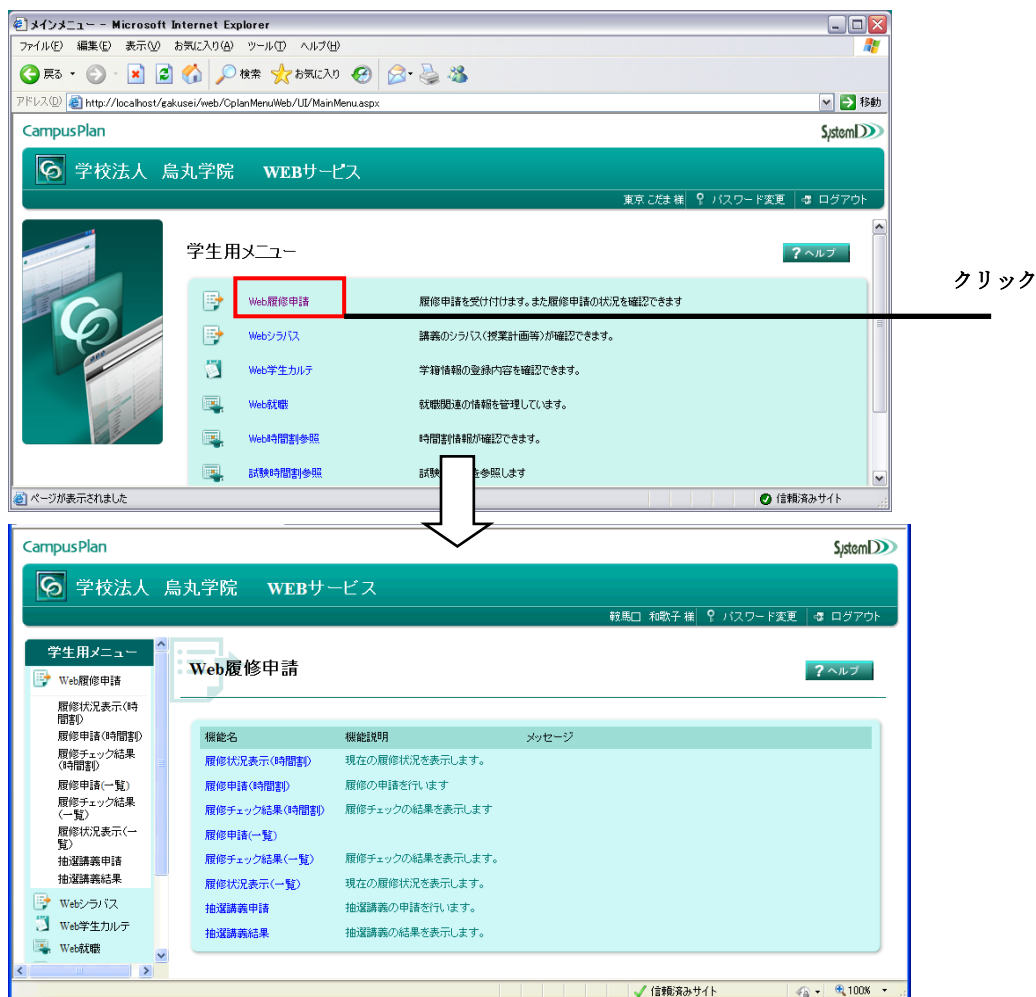 メインメニュー - Microsoft Internet Explorer
ファイル(F) 編集(E) 表示(V) お気に入り(A) ツール(T) ヘルプ(H)
戻る 検索 お気に入り
アドレス(D) http://localhost/gakusei/web/CplanMenuWeb/UI/MainMenu.aspx 移動
CampusPlan SystemD
学校法人 烏丸学院 WEBサービス
東京 こだま 様 パスワード変更 ログアウト
学生用メニュー ?ヘルプ
クリック
Web履修申請 履修申請を受け付けます。また履修申請の状況を確認できます
Webシラバス 講義のシラバス(授業計画等)が確認できます。
Web学生カルテ 学籍情報の登録内容を確認できます。
Web就職 就職関連の情報を管理しています。
Web時間割参照 時間割情報が確認できます。
試験時間割参照 試験 を参照します
ページが表示されました 信頼済みサイト
CampusPlan SystemD
学校法人 烏丸学院 WEBサービス
鞍馬口 和歌子 様 パスワード変更 ログアウト
学生用メニュー
Web履修申請
履修状況表示(時
間割)
履修申請(時間割)
履修チェック結果
(時間割)
履修申請(一覧)
履修チェック結果
(一覧)
履修状況表示(一
覧)
抽選講義申請
抽選講義結果
Webシラバス
Web学生カルテ
Web就職
Web履修申請 ?ヘルプ
機能名 機能説明 メッセージ
履修状況表示(時間割) 現在の履修状況を表示します。
履修申請(時間割) 履修の申請を行います
履修チェック結果(時間割) 履修チェックの結果を表示します
履修申請(一覧)
履修チェック結果(一覧) 履修チェックの結果を表示します。
履修状況表示(一覧) 現在の履修状況を表示します。
抽選講義申請 抽選講義の申請を行います。
抽選講義結果 抽選講義の結果を表示します。
信頼済みサイト 100%